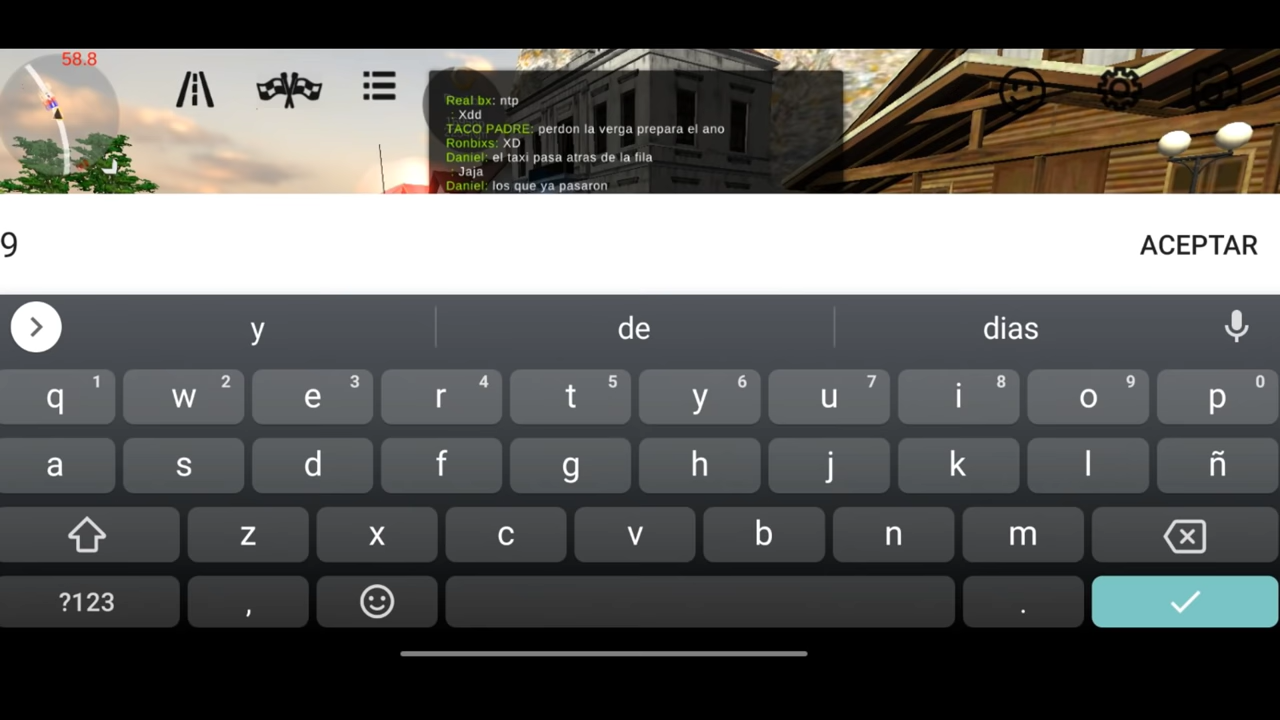 58.8
Real bx: ntp
: Xdd
TACO PADRE: perdon la verga prepara el ano
Ronbixs: XD
Daniel: el taxi pasa atras de la fila
: Jaja
Daniel: los que ya pasaron
9 ACEPTAR
y de dias
q 1 w 2 e 3 r 4 t 5 y 6 u 7 i 8 o 9 p 0
a s d f g h j k l ñ
z x c v b n m
?123 , .